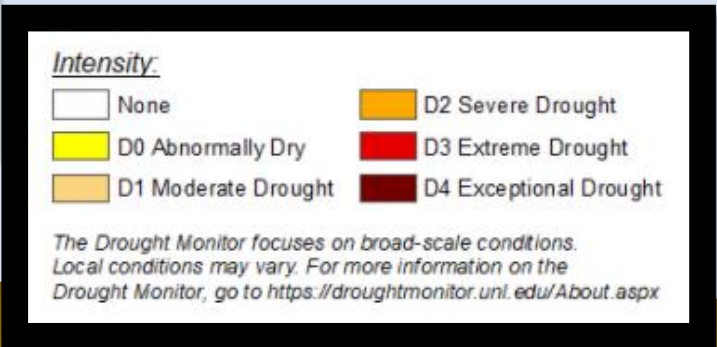 Intensity:
None
D0 Abnormally Dry
D1 Moderate Drought
D2 Severe Drought
D3 Extreme Drought
D4 Exceptional Drought
The Drought Monitor focuses on broad-scale conditions.
Local conditions may vary. For more information on the
Drought Monitor, go to https://droughtmonitor.unl.edu/About.aspx